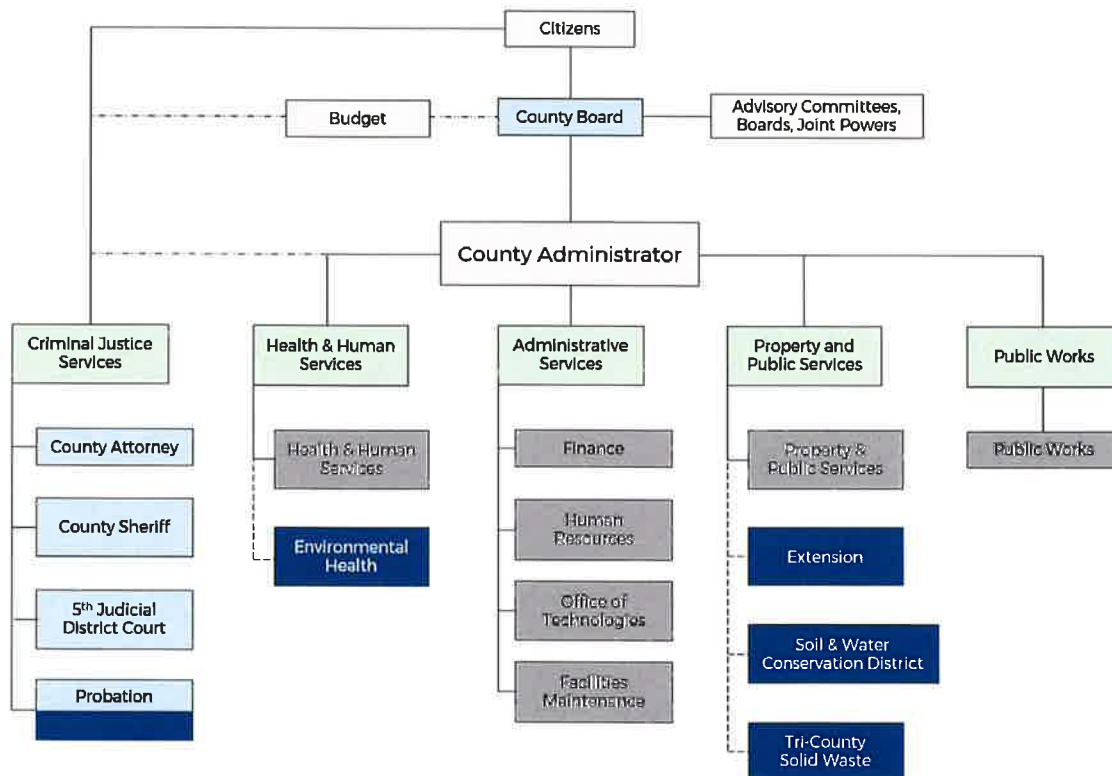 Citizens
Budget
County Board
Advisory Committees,
Boards, Joint Powers
County Administrator
Criminal Justice
Services
Health & Human
Services
Administrative
Services
Property and
Public Services
Public Works
County Attorney
County Sheriff
5th Judicial
District Court
Probation
Health & Human
Services
Environmental
Health
Finance
Human
Resources
Office of
Technologies
Facilities
Maintenance
Property &
Public Services
Extension
Soil & Water
Conservation District
Tri-County
Solid Waste
Public Works